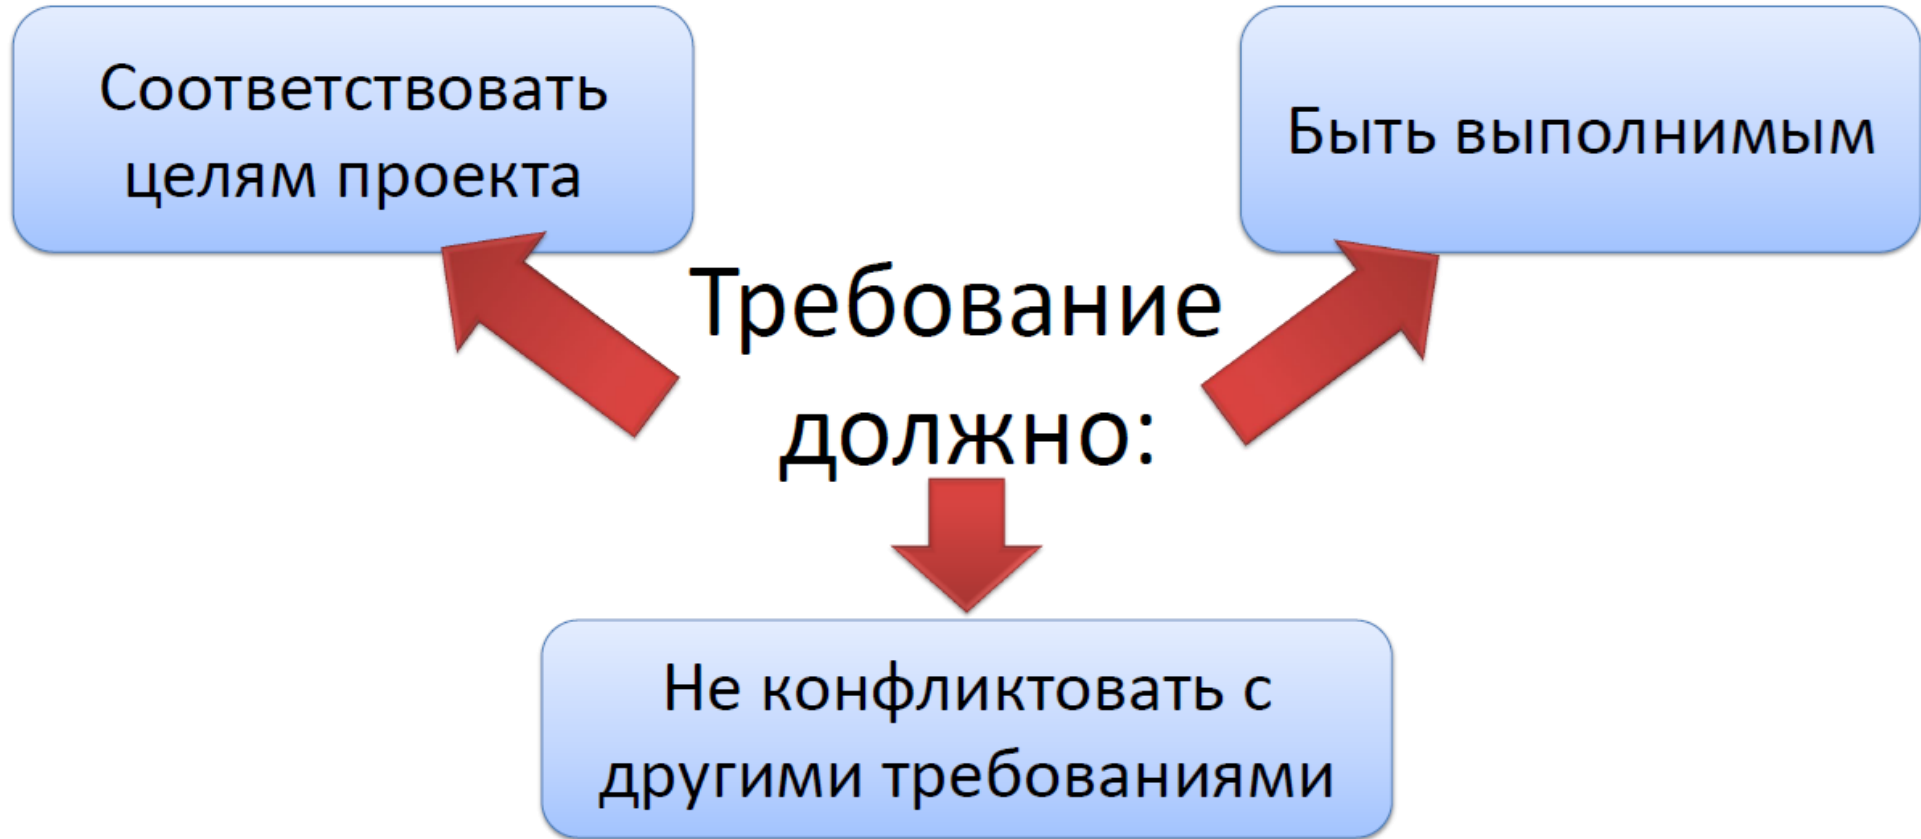 Соответствовать
целям проекта
Быть выполнимым
Требование
должно:
Не конфликтовать с
другими требованиями